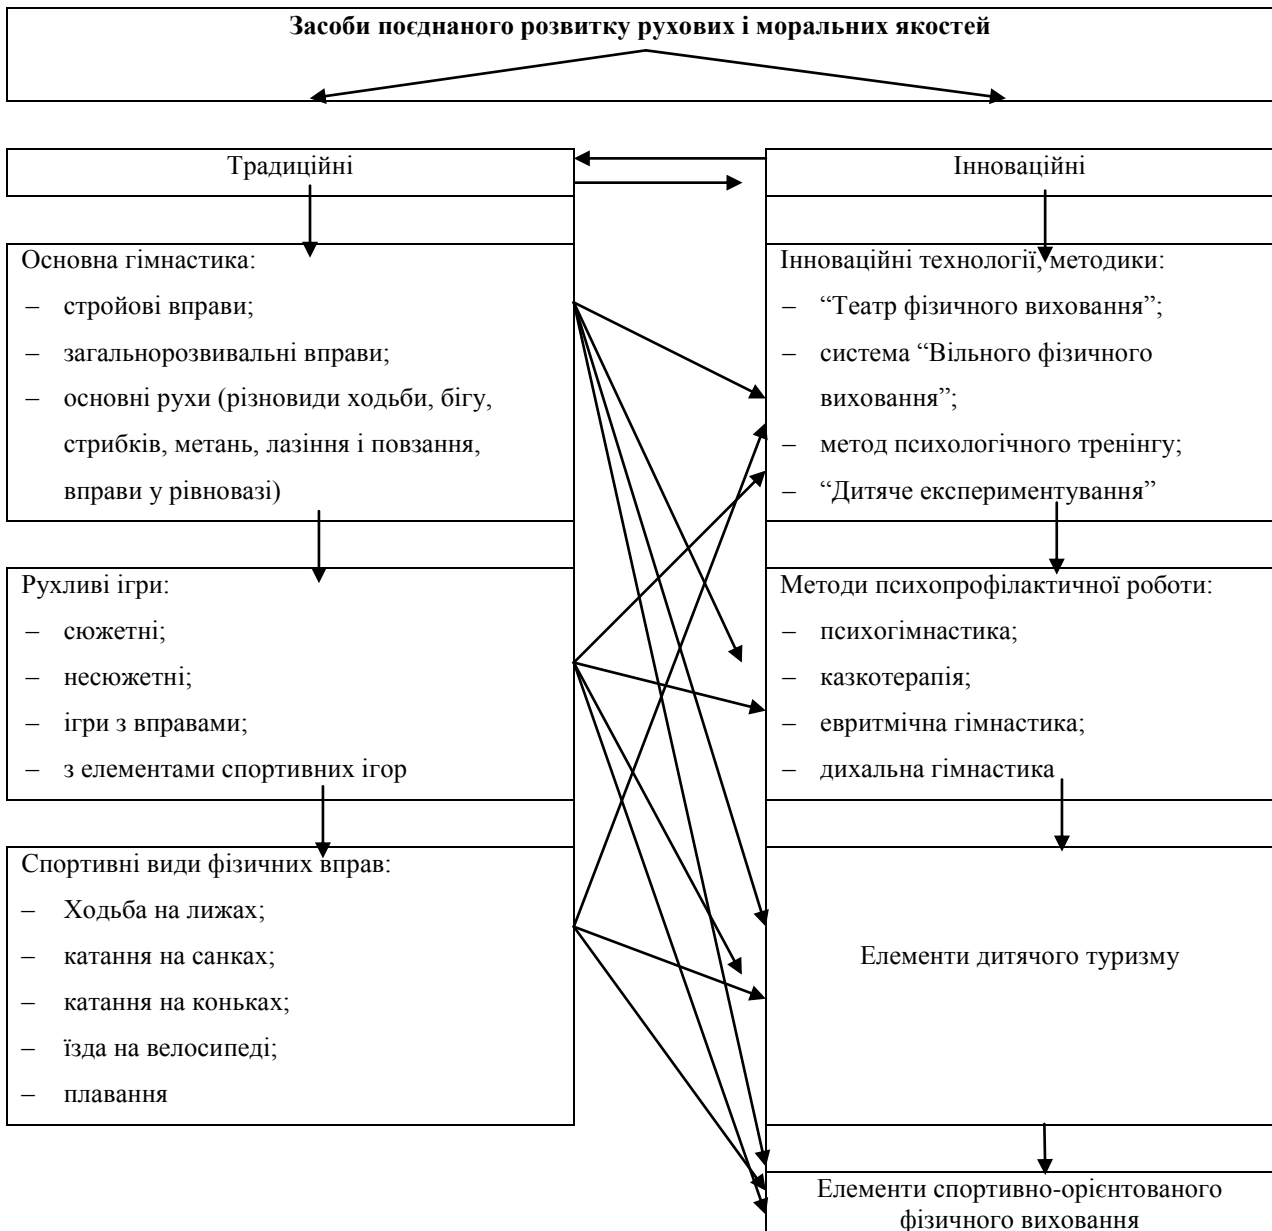 Засоби поєднаного розвитку рухових і моральних якостей
Традиційні
Інноваційні
Основна гімнастика:
– стройові вправи;
– загальнорозвивальні вправи;
– основні рухи (різновиди ходьби, бігу,
стрибків, метань, лазіння і повзання,
вправи у рівновазі)
Рухливі ігри:
– сюжетні;
– несюжетні;
– ігри з вправами;
– з елементами спортивних ігор
Спортивні види фізичних вправ:
– Ходьба на лижах;
– катання на санках;
– катання на коньках;
– їзда на велосипеді;
– плавання
Інноваційні технології, методики:
– “Театр фізичного виховання”;
– система “Вільного фізичного
виховання”;
– метод психологічного тренінгу;
– “Дитяче експериментування”
Методи психопрофілактичної роботи:
– психогімнастика;
– казкотерапія;
– евритмічна гімнастика;
– дихальна гімнастика
Елементи дитячого туризму
Елементи спортивно-орієнтованого
фізичного виховання